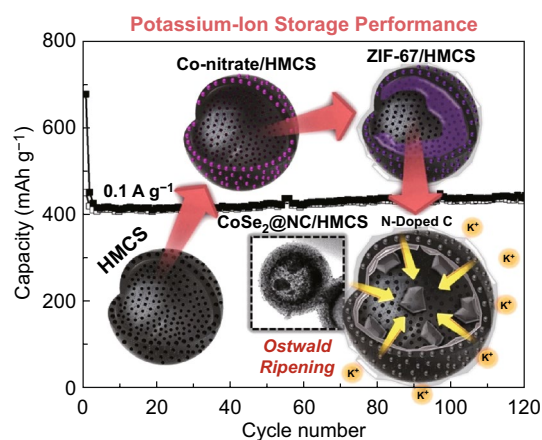 Potassium-Ion Storage Performance
800
600
400
200
0
Capacity (mAh g⁻¹)
Co-nitrate/HMCS
ZIF-67/HMCS
0.1 A g⁻¹
HMCS
CoSe₂@NC/HMCS
N-Doped C
K⁺
K⁺
K⁺
K⁺
K⁺
K⁺
K⁺
Ostwald
Ripening
0 20 40 60 80 100 120
Cycle number